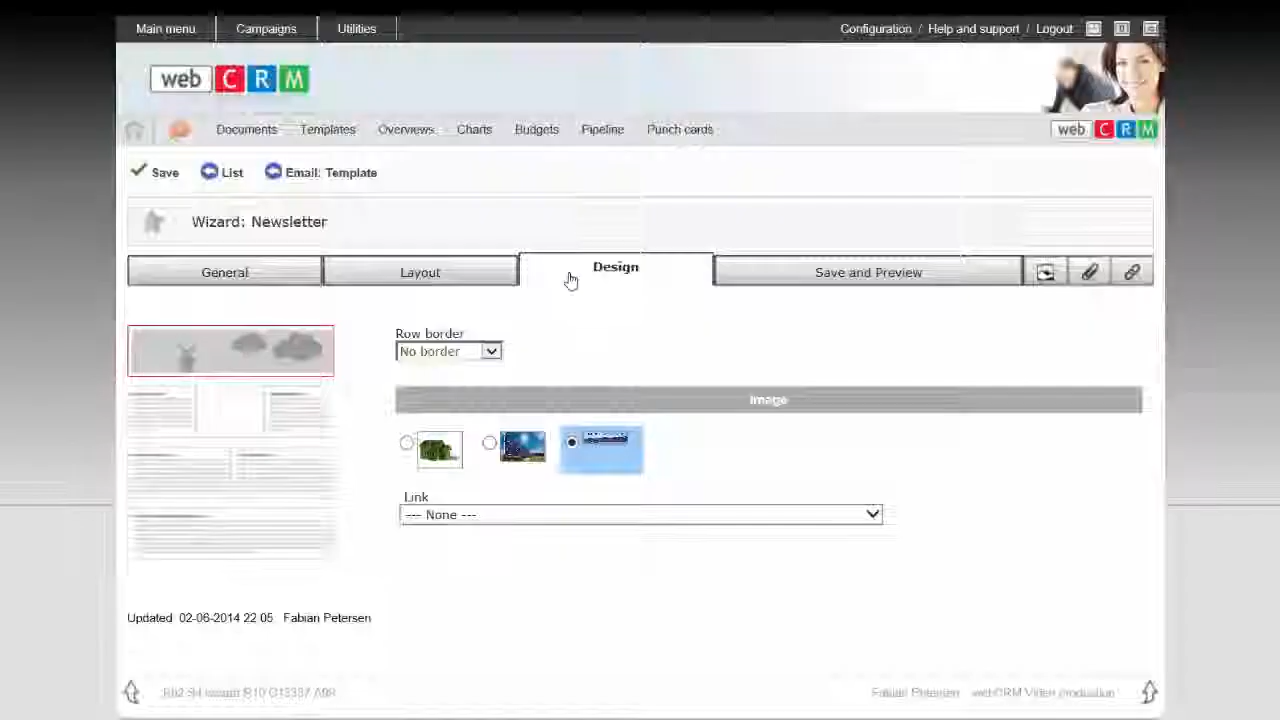 Main menu Campaigns Utilities Configuration / Help and support / Logout
web C R M
Documents Templates Overviews Charts Budgets Pipeline Punch cards web C R M
Save List Email: Template
Wizard: Newsletter
General Layout Design Save and Preview
Row border
No border
Image
Link
--- None ---
Updated 02-06-2014 22 05 Fabian Petersen
Fabian Petersen webCRM Video production